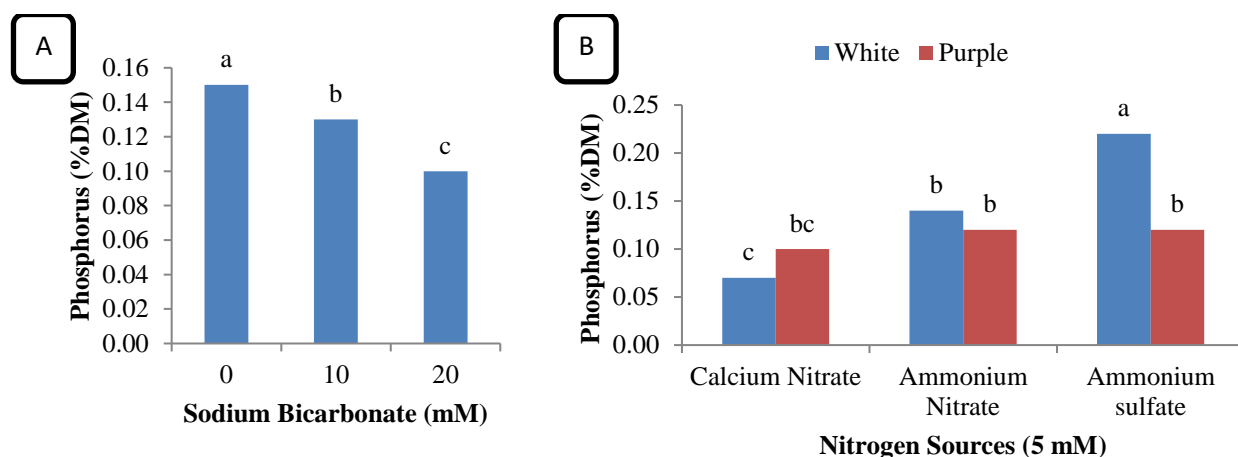 A
a
b
c
0.16
0.14
0.12
0.10
0.08
0.06
0.04
0.02
0.00
Phosphorus (%DM)
0 10 20
Sodium Bicarbonate (mM)
B
White Purple
a
b b b
c bc
0.25
0.20
0.15
0.10
0.05
0.00
Phosphorus (%DM)
Calcium Nitrate Ammonium Ammonium
Nitrate sulfate
Nitrogen Sources (5 mM)